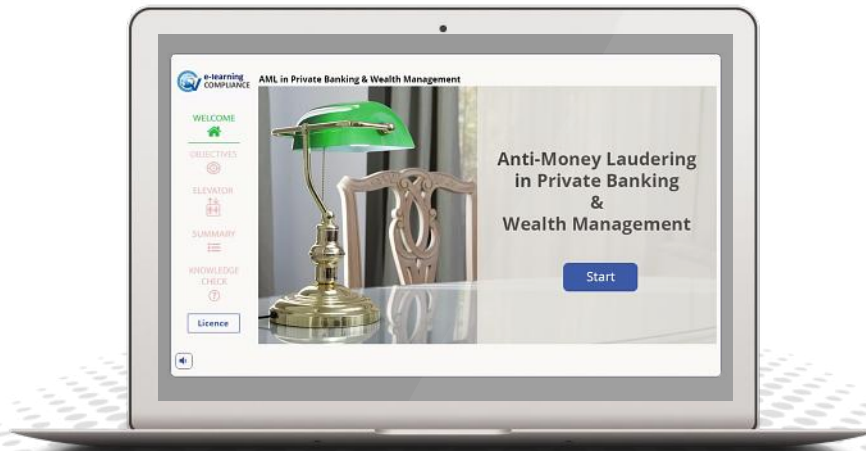 e-learning
COMPLIANCE
AML in Private Banking & Wealth Management
WELCOME
OBJECTIVES
ELEVATOR
SUMMARY
KNOWLEDGE
CHECK
Licence
Anti-Money Laudering
in Private Banking
&
Wealth Management
Start